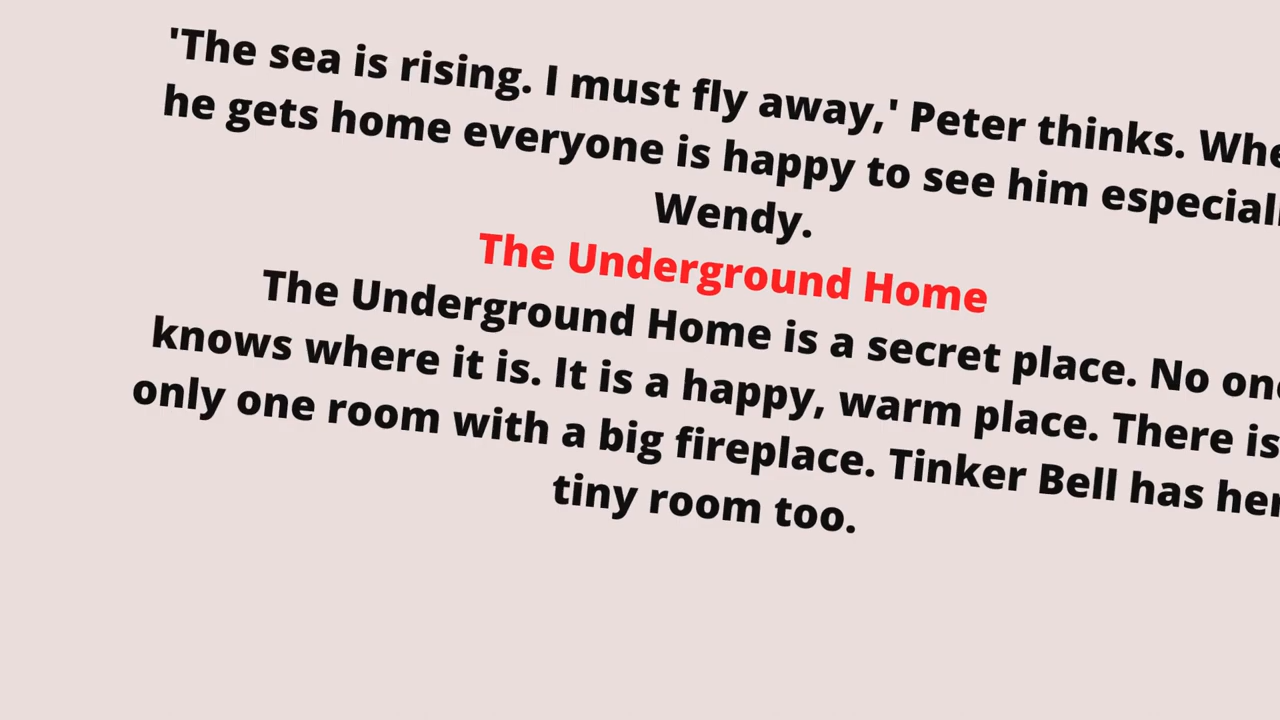 'The sea is rising. I must fly away,' Peter thinks. Whe
he gets home everyone is happy to see him especiall
Wendy.
The Underground Home
The Underground Home is a secret place. No one
knows where it is. It is a happy, warm place. There is
only one room with a big fireplace. Tinker Bell has her
tiny room too.